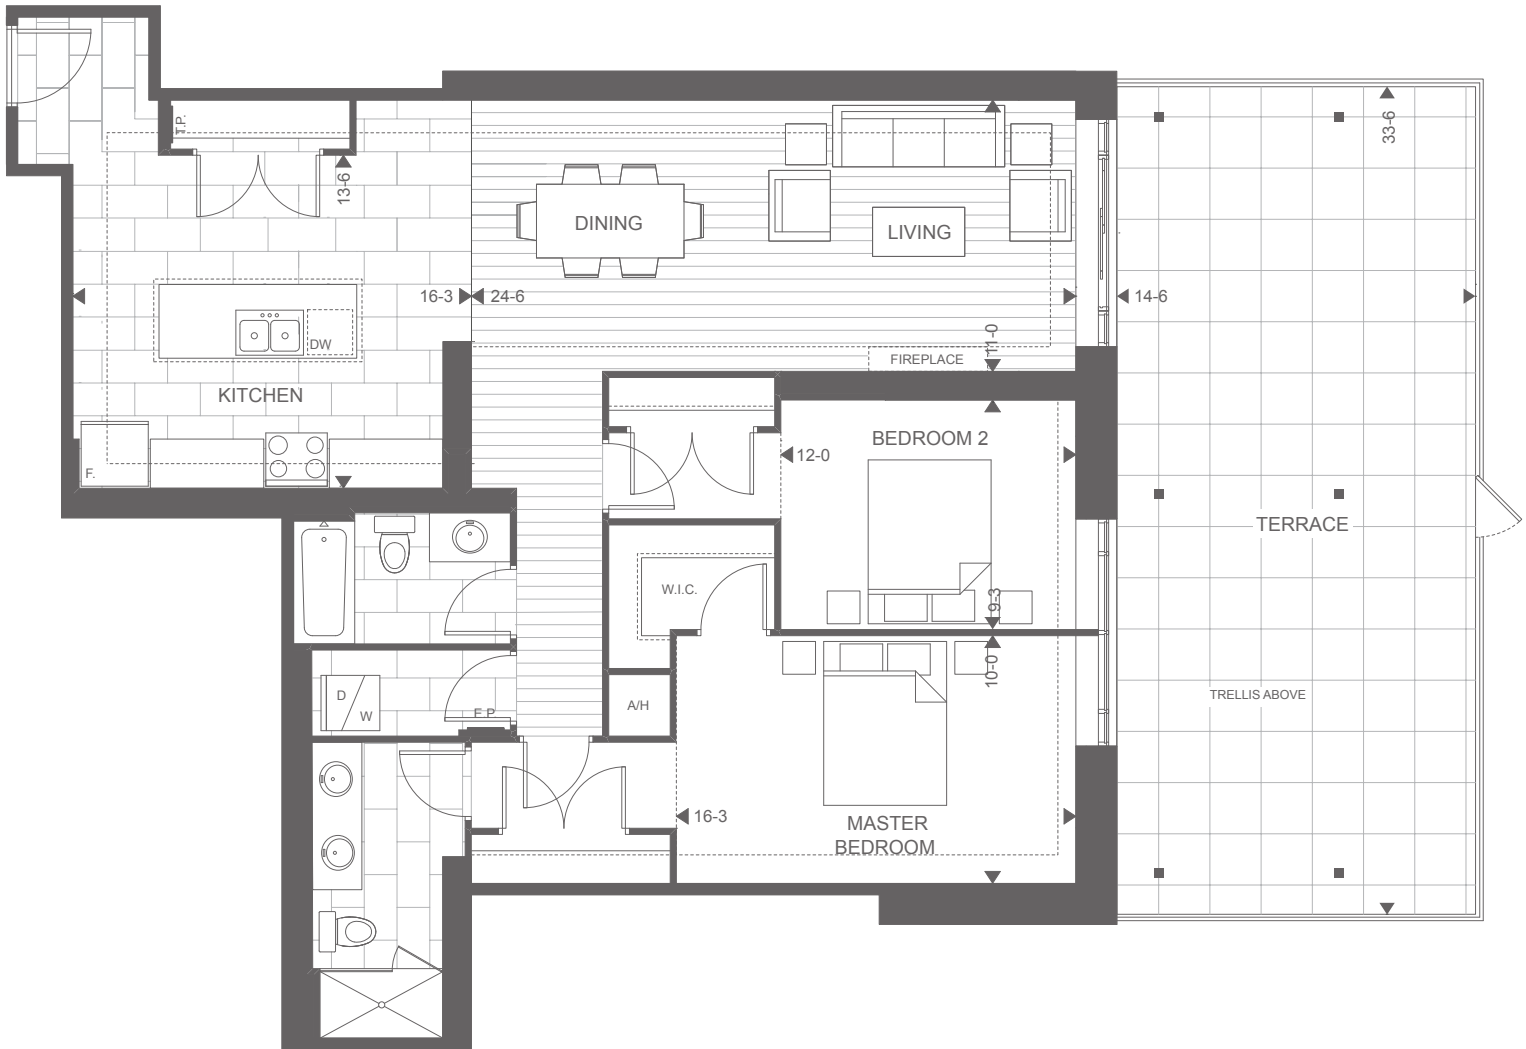 T.P.
13-6
33-6
DINING
LIVING
16-3
24-6
14-6
11-0
DW
FIREPLACE
KITCHEN
BEDROOM 2
12-0
F.
TERRACE
W.I.C.
9-3
10-0
TRELLIS ABOVE
D
W
A/H
F.P.
16-3
MASTER
BEDROOM